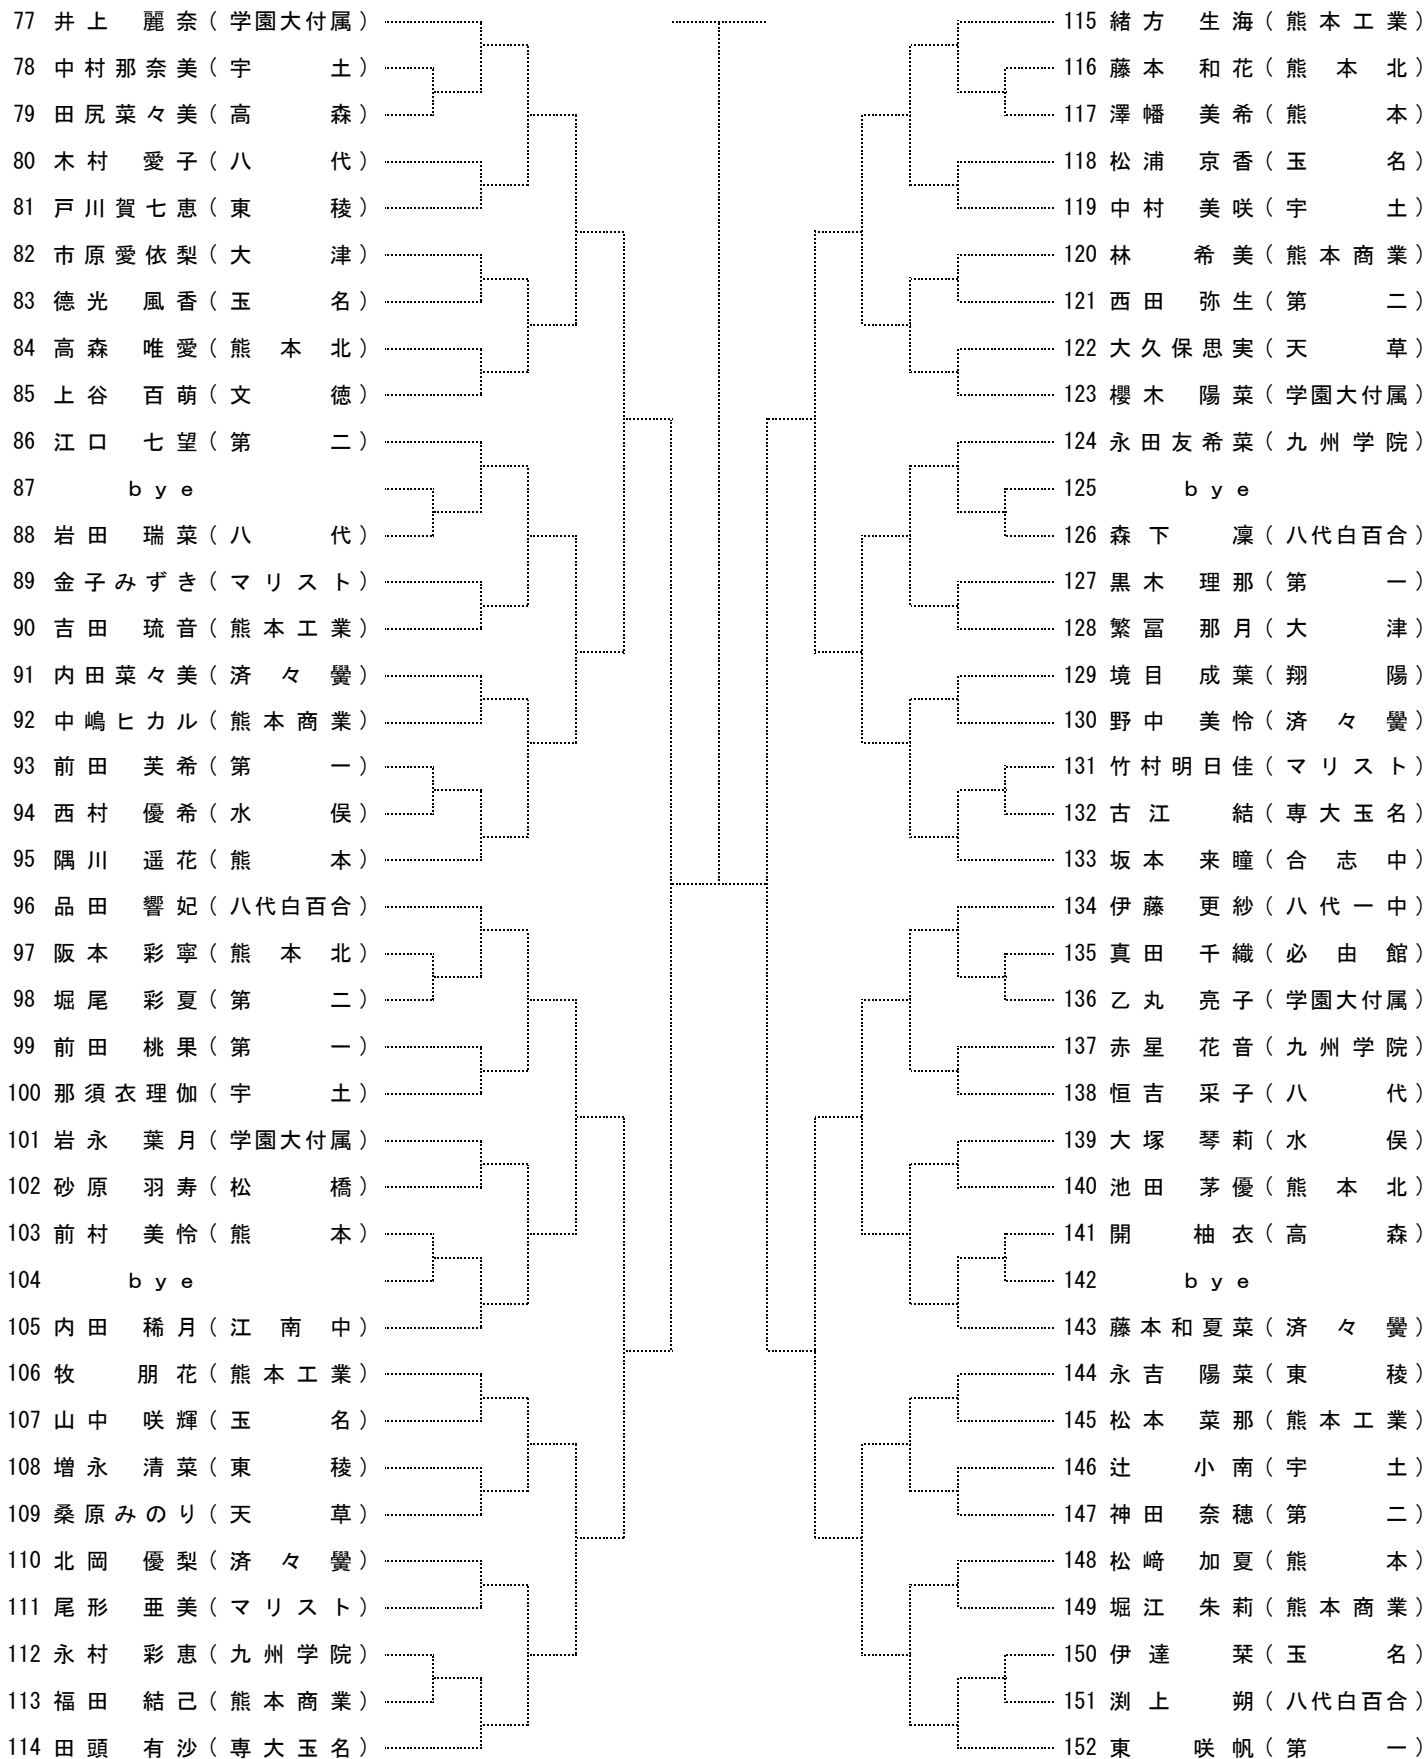 77 井上 麗奈（学園大付属）
78 中村那奈美（宇 土）
79 田尻菜々美（高 森）
80 木村 愛子（八 代）
81 戸川賀七恵（東 稜）
82 市原愛依梨（大 津）
83 德光 風香（玉 名）
84 高森 唯愛（熊 本 北）
85 上谷 百萌（文 徳）
86 江口 七望（第 二）
87 ｂｙｅ
88 岩田 瑞菜（八 代）
89 金子みずき（マリスト）
90 吉田 琉音（熊本工業）
91 内田菜々美（済 々 黌）
92 中嶋ヒカル（熊本商業）
93 前田 芙希（第 一）
94 西村 優希（水 俣）
95 隅川 遥花（熊 本）
96 品田 響妃（八代白百合）
97 阪本 彩寧（熊 本 北）
98 堀尾 彩夏（第 二）
99 前田 桃果（第 一）
100 那須衣理伽（宇 土）
101 岩永 葉月（学園大付属）
102 砂原 羽寿（松 橋）
103 前村 美怜（熊 本）
104 ｂｙｅ
105 内田 稀月（江 南 中）
106 牧 朋花（熊本工業）
107 山中 咲輝（玉 名）
108 増永 清菜（東 稜）
109 桑原みのり（天 草）
110 北岡 優梨（済 々 黌）
111 尾形 亜美（マリスト）
112 永村 彩恵（九州学院）
113 福田 結己（熊本商業）
114 田頭 有沙（専大玉名）
115 緒方 生海（熊本工業）
116 藤本 和花（熊 本 北）
117 澤幡 美希（熊 本）
118 松浦 京香（玉 名）
119 中村 美咲（宇 土）
120 林 希美（熊本商業）
121 西田 弥生（第 二）
122 大久保思実（天 草）
123 櫻木 陽菜（学園大付属）
124 永田友希菜（九州学院）
125 ｂｙｅ
126 森下 凜（八代白百合）
127 黒木 理那（第 一）
128 繁冨 那月（大 津）
129 境目 成葉（翔 陽）
130 野中 美怜（済 々 黌）
131 竹村明日佳（マリスト）
132 古江 結（専大玉名）
133 坂本 来瞳（合 志 中）
134 伊藤 更紗（八代一中）
135 真田 千織（必 由 館）
136 乙丸 亮子（学園大付属）
137 赤星 花音（九州学院）
138 恒吉 采子（八 代）
139 大塚 琴莉（水 俣）
140 池田 茅優（熊 本 北）
141 開 柚衣（高 森）
142 ｂｙｅ
143 藤本和夏菜（済 々 黌）
144 永吉 陽菜（東 稜）
145 松本 菜那（熊本工業）
146 辻 小南（宇 土）
147 神田 奈穂（第 二）
148 松﨑 加夏（熊 本）
149 堀江 朱莉（熊本商業）
150 伊達 栞（玉 名）
151 渕上 朔（八代白百合）
152 東 咲帆（第 一）